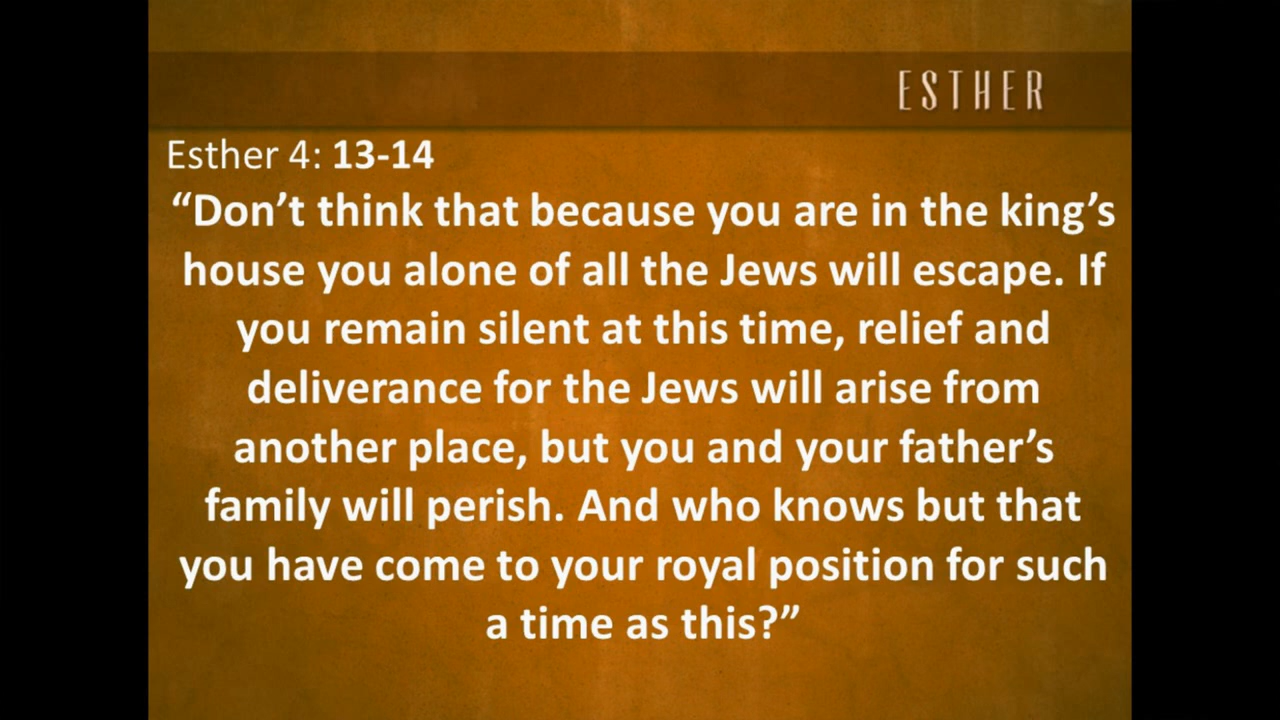 ESTHER
Esther 4: 13-14
“Don’t think that because you are in the king’s
house you alone of all the Jews will escape. If
you remain silent at this time, relief and
deliverance for the Jews will arise from
another place, but you and your father’s
family will perish. And who knows but that
you have come to your royal position for such
a time as this?”